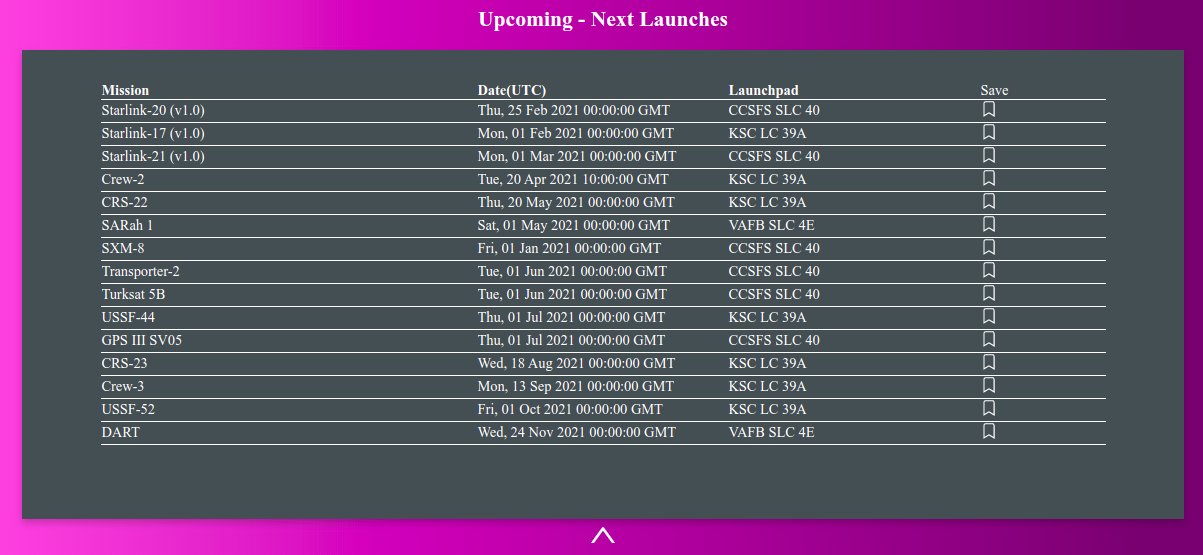 Upcoming - Next Launches
Mission Date(UTC) Launchpad Save
Starlink-20 (v1.0) Thu, 25 Feb 2021 00:00:00 GMT CCSFS SLC 40
Starlink-17 (v1.0) Mon, 01 Feb 2021 00:00:00 GMT KSC LC 39A
Starlink-21 (v1.0) Mon, 01 Mar 2021 00:00:00 GMT CCSFS SLC 40
Crew-2 Tue, 20 Apr 2021 10:00:00 GMT KSC LC 39A
CRS-22 Thu, 20 May 2021 00:00:00 GMT KSC LC 39A
SARah 1 Sat, 01 May 2021 00:00:00 GMT VAFB SLC 4E
SXM-8 Fri, 01 Jan 2021 00:00:00 GMT CCSFS SLC 40
Transporter-2 Tue, 01 Jun 2021 00:00:00 GMT CCSFS SLC 40
Turksat 5B Tue, 01 Jun 2021 00:00:00 GMT CCSFS SLC 40
USSF-44 Thu, 01 Jul 2021 00:00:00 GMT KSC LC 39A
GPS III SV05 Thu, 01 Jul 2021 00:00:00 GMT CCSFS SLC 40
CRS-23 Wed, 18 Aug 2021 00:00:00 GMT KSC LC 39A
Crew-3 Mon, 13 Sep 2021 00:00:00 GMT KSC LC 39A
USSF-52 Fri, 01 Oct 2021 00:00:00 GMT KSC LC 39A
DART Wed, 24 Nov 2021 00:00:00 GMT VAFB SLC 4E